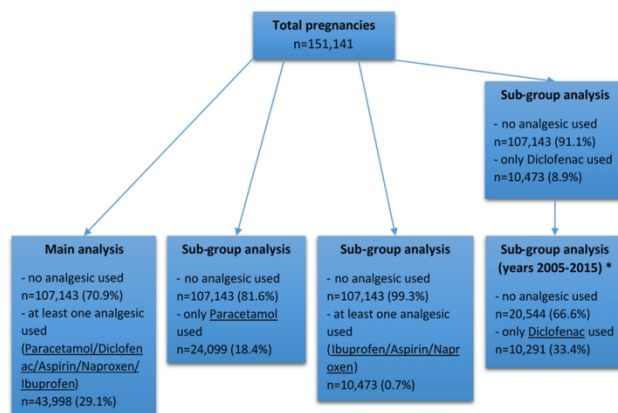 Total pregnancies
n=151,141
Sub-group analysis
- no analgesic used
n=107,143 (91.1%)
- only Diclofenac used
n=10,473 (8.9%)
Main analysis
- no analgesic used
n=107,143 (70.9%)
- at least one analgesic
used
(Paracetamol/Diclofen
ac/Aspirin/Naproxen/
Ibuprofen)
n=43,998 (29.1%)
Sub-group analysis
- no analgesic used
n=107,143 (81.6%)
- only Paracetamol
used
n=24,099 (18.4%)
Sub-group analysis
- no analgesic used
n=107,143 (99.3%)
- at least one analgesic
used
(Ibuprofen/Aspirin/Napr
oxen)
n=10,473 (0.7%)
Sub-group analysis
(years 2005-2015) *
- no analgesic used
n=20,544 (66.6%)
- only Diclofenac used
n=10,291 (33.4%)